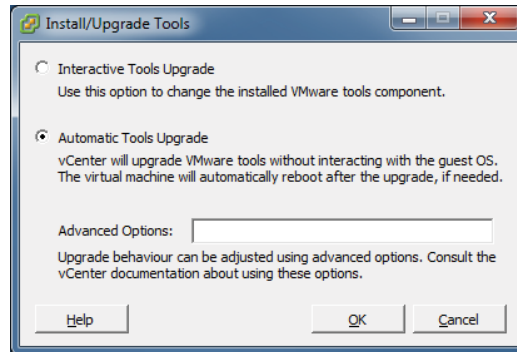 Install/Upgrade Tools
Interactive Tools Upgrade
Use this option to change the installed VMware tools component.
Automatic Tools Upgrade
vCenter will upgrade VMware tools without interacting with the guest OS.
The virtual machine will automatically reboot after the upgrade, if needed.
Advanced Options:
Upgrade behaviour can be adjusted using advanced options. Consult the
vCenter documentation about using these options.
Help OK Cancel